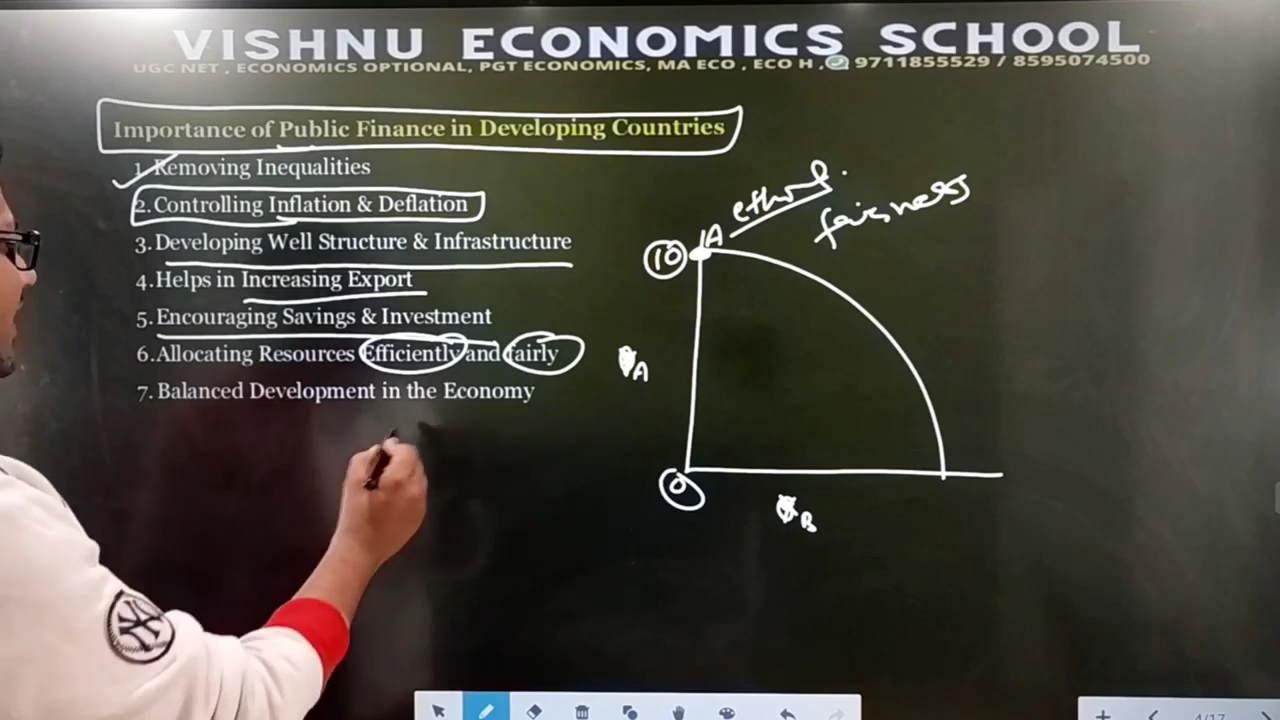 VISHNU ECONOMICS SCHOOL
UGC NET , ECONOMICS OPTIONAL, PGT ECONOMICS, MA ECO , ECO H , 9711855529 / 8595074500
Importance of Public Finance in Developing Countries
1. Removing Inequalities
2. Controlling Inflation & Deflation
3. Developing Well Structure & Infrastructure
4. Helps in Increasing Export
5. Encouraging Savings & Investment
6. Allocating Resources Efficiently and fairly
7. Balanced Development in the Economy
fairness
A
10
A
0
B
4/17